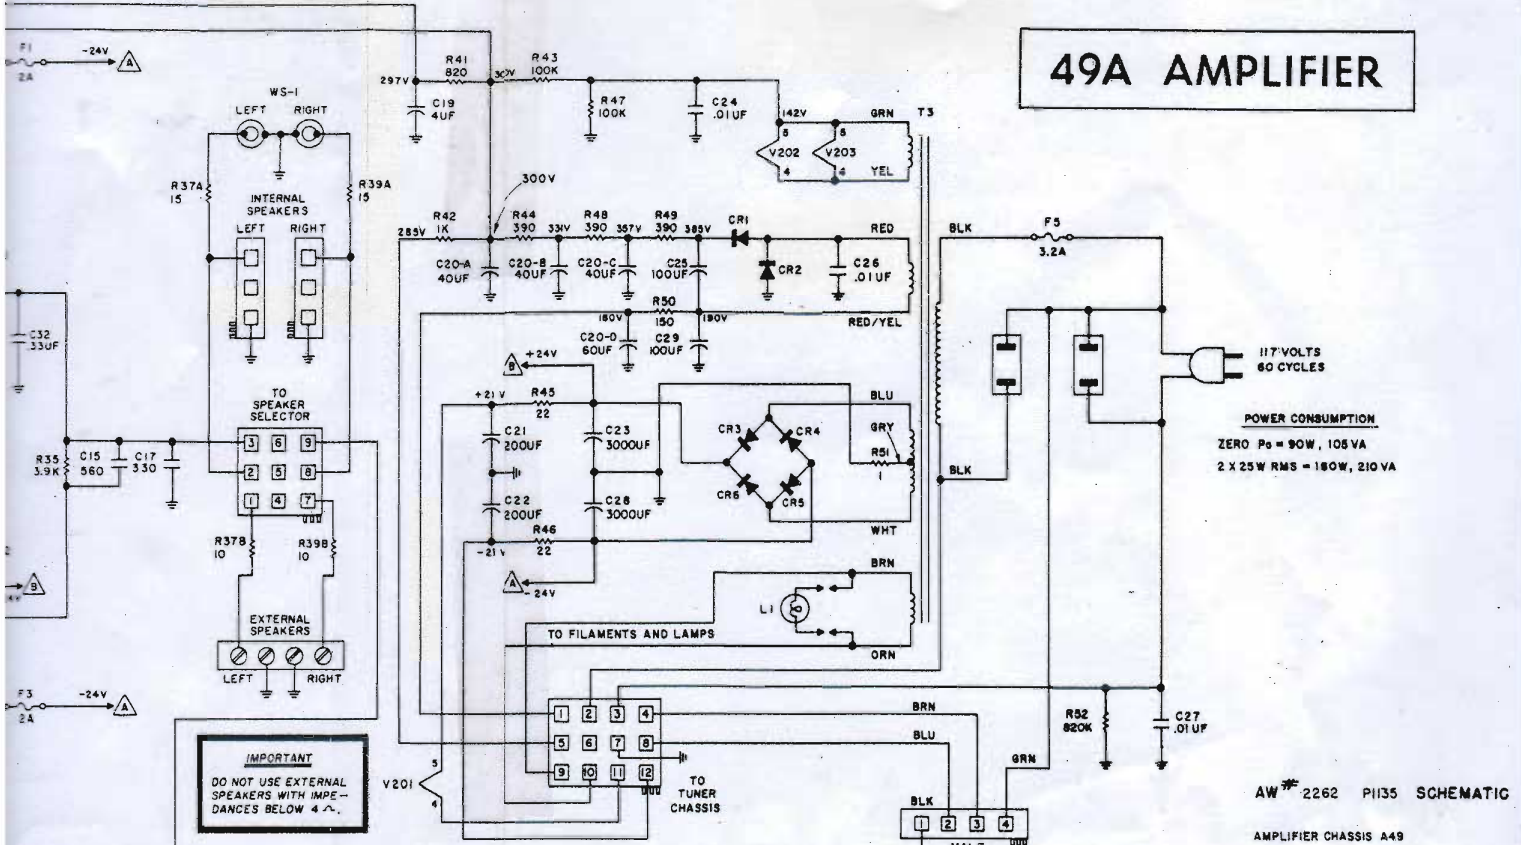 49A AMPLIFIER
F1
2A
-24V
A
WS-1
LEFT RIGHT
R37A
15
R39A
15
INTERNAL
SPEAKERS
LEFT RIGHT
C32
.33UF
TO
SPEAKER
SELECTOR
3 6 9
2 5 8
1 4 7
R35
3.9K
C15
560
C17
330
R37B
10
R39B
10
B
EXTERNAL
SPEAKERS
LEFT RIGHT
F3
2A
-24V
A
IMPORTANT
DO NOT USE EXTERNAL
SPEAKERS WITH IMPE-
DANCES BELOW 4 Ω.
297V
R41
820
R43
100K
C19
4UF
R47
100K
C24
.01UF
142V
5 5
V202 V203
4 4
GRN
YEL
T3
300V
285V
R42
1K
R44
390
331V
R48
390
357V
R49
390
385V
CR1
CR2
RED
C20-A
40UF
C20-B
40UF
C20-C
40UF
C25
100UF
C26
.01UF
R50
150
180V
190V
RED/YEL
C20-D
60UF
C29
100UF
B
+24V
+21V
R45
22
C21
200UF
C23
3000UF
C22
200UF
C28
3000UF
-21V
R46
22
A
-24V
CR3 CR4
CR6 CR5
BLU
GRY
R51
1
WHT
BRN
L1
ORN
TO FILAMENTS AND LAMPS
1 2 3 4
5 6 7 8
9 10 11 12
TO
TUNER
CHASSIS
V201
5
4
BLK
F5
3.2A
BLK
117 VOLTS
60 CYCLES
POWER CONSUMPTION
ZERO Po = 90W, 105 VA
2 X 25W RMS = 180W, 210 VA
BRN
BLU
R52
820K
C27
.01UF
GRN
BLK
1 2 3 4
AW# 2262 P1135 SCHEMATIC
AMPLIFIER CHASSIS A49